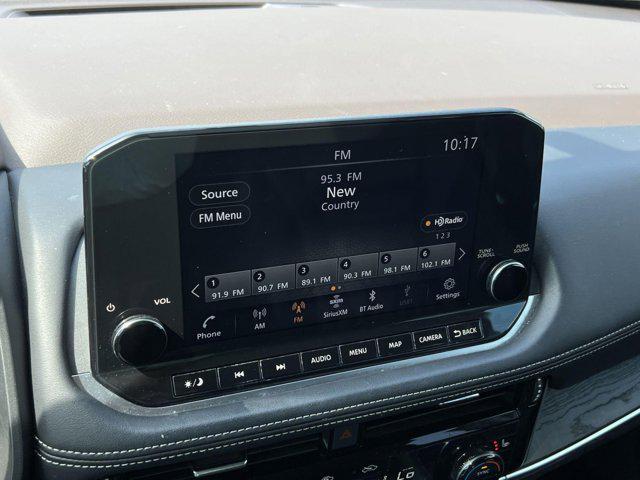 FM
10:17
95.3 FM
New
Country
Source
FM Menu
HD Radio
1 2 3
1 2 3 4 5 6
91.9 FM 90.7 FM 89.1 FM 90.3 FM 98.1 FM 102.1 FM
Phone AM FM SiriusXM BT Audio USB Settings
VOL
TUNE·
SCROLL
PUSH
SOUND
AUDIO MENU MAP CAMERA BACK
SYNC